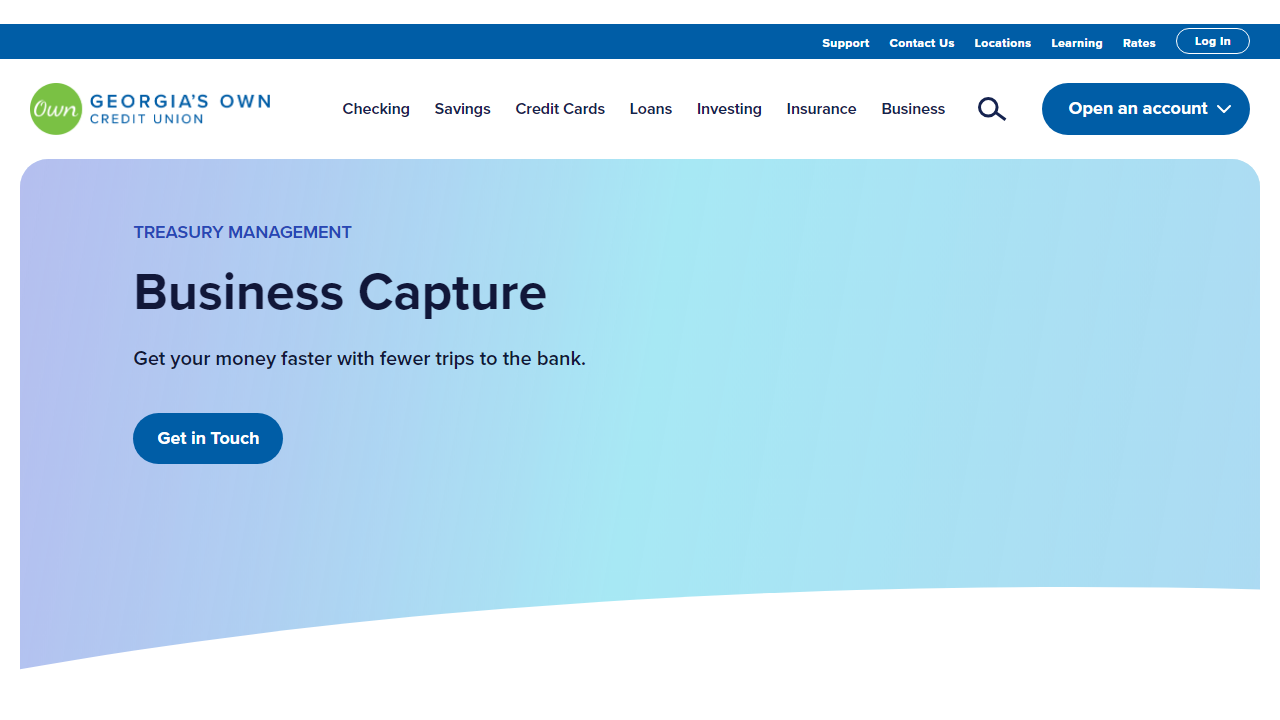 Support Contact Us Locations Learning Rates Log In
Own GEORGIA'S OWN
CREDIT UNION
Checking Savings Credit Cards Loans Investing Insurance Business Open an account
TREASURY MANAGEMENT
Business Capture
Get your money faster with fewer trips to the bank.
Get in Touch